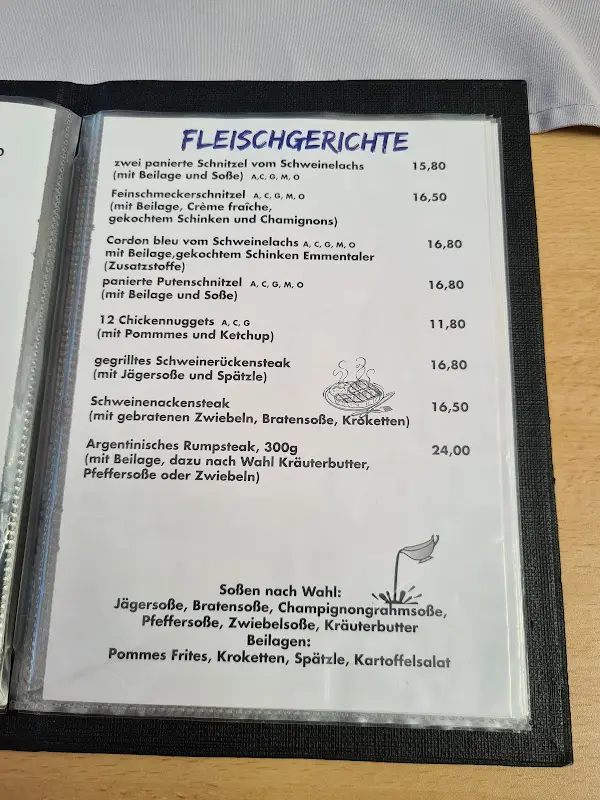 FLEISCHGERICHTE
zwei panierte Schnitzel vom Schweinelachs 15,80
(mit Beilage und Soße) A,C, G, M, O
Feinschmeckerschnitzel A, C, G, M, O 16,50
(mit Beilage, Crème fraîche,
gekochtem Schinken und Chamignons)
Cordon bleu vom Schweinelachs A, C, G, M, O 16,80
mit Beilage,gekochtem Schinken Emmentaler
(Zusatzstoffe)
panierte Putenschnitzel A, C, G, M, O 16,80
(mit Beilage und Soße)
12 Chickennuggets A, C, G 11,80
(mit Pommmes und Ketchup)
gegrilltes Schweinerückensteak 16,80
(mit Jägersoße und Spätzle)
Schweinenackensteak 16,50
(mit gebratenen Zwiebeln, Bratensoße, Kroketten)
Argentinisches Rumpsteak, 300g 24,00
(mit Beilage, dazu nach Wahl Kräuterbutter,
Pfeffersoße oder Zwiebeln)
Soßen nach Wahl:
Jägersoße, Bratensoße, Champignongrahmsoße,
Pfeffersoße, Zwiebelsoße, Kräuterbutter
Beilagen:
Pommes Frites, Kroketten, Spätzle, Kartoffelsalat